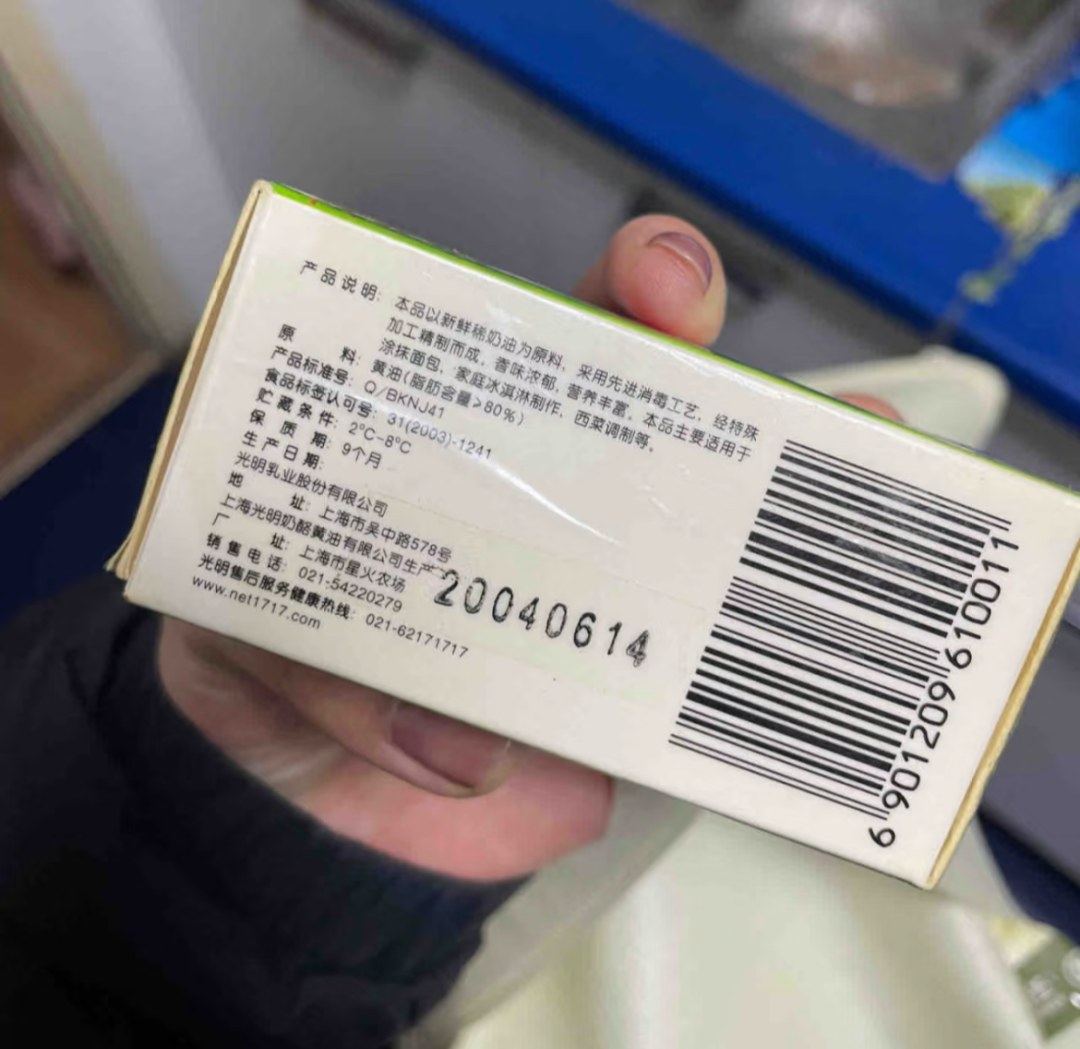 产品说明: 本品以新鲜稀奶油为原料，采用先进消毒工艺，经特殊
加工精制而成，香味浓郁，营养丰富，本品主要适用于
涂抹面包、家庭冰淇淋制作、西菜调制等。
原 料: 黄油(脂肪含量>80%)
产品标准号: Q/BKNJ41
食品标签认可号: 31(2003)-1241
贮藏条件: 2°C-8°C
保质期: 9个月
生产日期:
光明乳业股份有限公司
地 址: 上海市吴中路578号
上海光明奶酪黄油有限公司生产
厂 址: 上海市星火农场
销售电话: 021-54220279
光明售后服务健康热线: 021-62171717
www.net1717.com
20040614
6 901209 610011